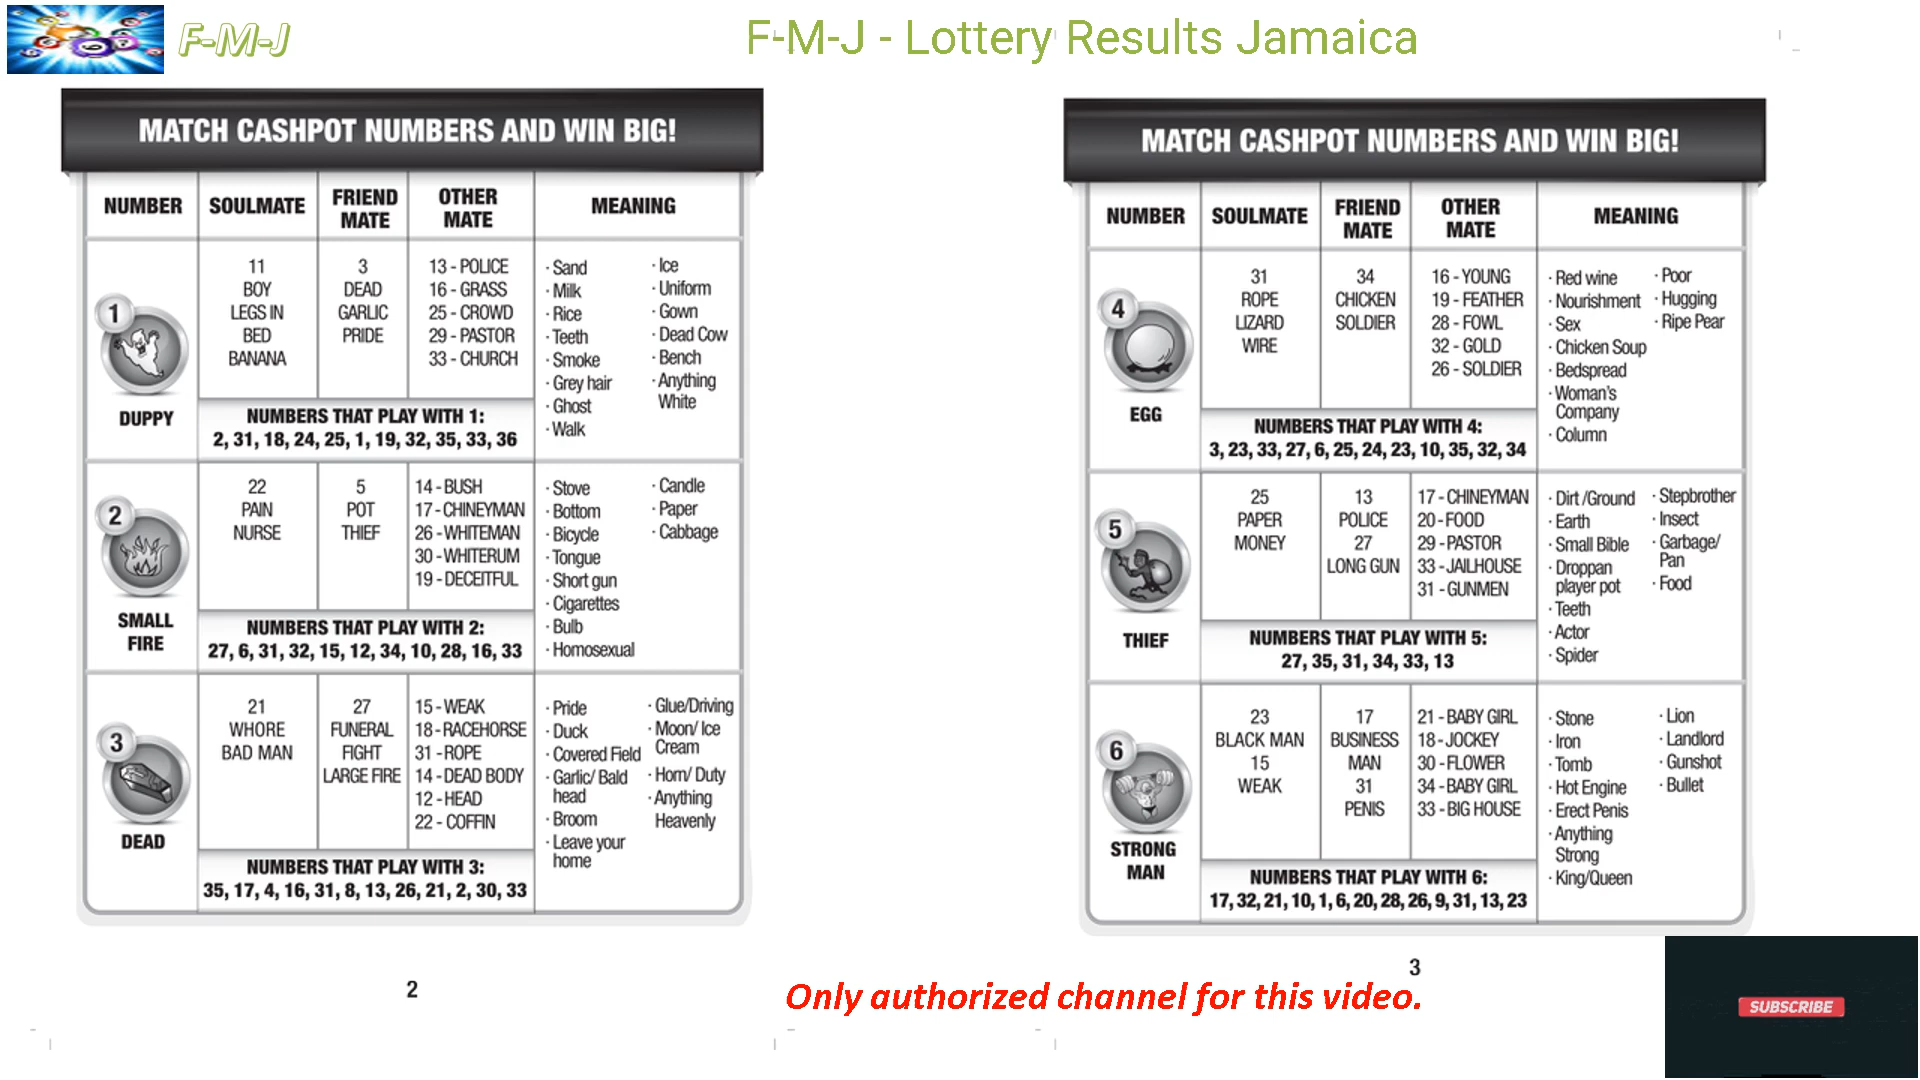 F-M-J
F-M-J - Lottery Results Jamaica
MATCH CASHPOT NUMBERS AND WIN BIG!
NUMBER
SOULMATE
FRIEND
MATE
OTHER
MATE
MEANING
1
DUPPY
11
BOY
LEGS IN
BED
BANANA
3
DEAD
GARLIC
PRIDE
13 - POLICE
16 - GRASS
25 - CROWD
29 - PASTOR
33 - CHURCH
NUMBERS THAT PLAY WITH 1:
2, 31, 18, 24, 25, 1, 19, 32, 35, 33, 36
· Sand
· Milk
· Rice
· Teeth
· Smoke
· Grey hair
· Ghost
· Walk
· Ice
· Uniform
· Gown
· Dead Cow
· Bench
· Anything
White
2
SMALL
FIRE
22
PAIN
NURSE
5
POT
THIEF
14 - BUSH
17 - CHINEYMAN
26 - WHITEMAN
30 - WHITERUM
19 - DECEITFUL
NUMBERS THAT PLAY WITH 2:
27, 6, 31, 32, 15, 12, 34, 10, 28, 16, 33
· Stove
· Bottom
· Bicycle
· Tongue
· Short gun
· Cigarettes
· Bulb
· Homosexual
· Candle
· Paper
· Cabbage
3
DEAD
21
WHORE
BAD MAN
27
FUNERAL
FIGHT
LARGE FIRE
15 - WEAK
18 - RACEHORSE
31 - ROPE
14 - DEAD BODY
12 - HEAD
22 - COFFIN
NUMBERS THAT PLAY WITH 3:
35, 17, 4, 16, 31, 8, 13, 26, 21, 2, 30, 33
· Pride
· Duck
· Covered Field
· Garlic/ Bald
head
· Broom
· Leave your
home
· Glue/Driving
· Moon/ Ice
Cream
· Horn/ Duty
· Anything
Heavenly
2
MATCH CASHPOT NUMBERS AND WIN BIG!
NUMBER
SOULMATE
FRIEND
MATE
OTHER
MATE
MEANING
4
EGG
31
ROPE
LIZARD
WIRE
34
CHICKEN
SOLDIER
16 - YOUNG
19 - FEATHER
28 - FOWL
32 - GOLD
26 - SOLDIER
NUMBERS THAT PLAY WITH 4:
3, 23, 33, 27, 6, 25, 24, 23, 10, 35, 32, 34
· Red wine
· Nourishment
· Sex
· Chicken Soup
· Bedspread
· Woman's
Company
· Column
· Poor
· Hugging
· Ripe Pear
5
THIEF
25
PAPER
MONEY
13
POLICE
27
LONG GUN
17 - CHINEYMAN
20 - FOOD
29 - PASTOR
33 - JAILHOUSE
31 - GUNMEN
NUMBERS THAT PLAY WITH 5:
27, 35, 31, 34, 33, 13
· Dirt /Ground
· Earth
· Small Bible
· Droppan
player pot
· Teeth
· Actor
· Spider
· Stepbrother
· Insect
· Garbage/
Pan
· Food
6
STRONG
MAN
23
BLACK MAN
15
WEAK
17
BUSINESS
MAN
31
PENIS
21 - BABY GIRL
18 - JOCKEY
30 - FLOWER
34 - BABY GIRL
33 - BIG HOUSE
NUMBERS THAT PLAY WITH 6:
17, 32, 21, 10, 1, 6, 20, 28, 26, 9, 31, 13, 23
· Stone
· Iron
· Tomb
· Hot Engine
· Erect Penis
· Anything
Strong
· King/Queen
· Lion
· Landlord
· Gunshot
· Bullet
3
Only authorized channel for this video.
SUBSCRIBE